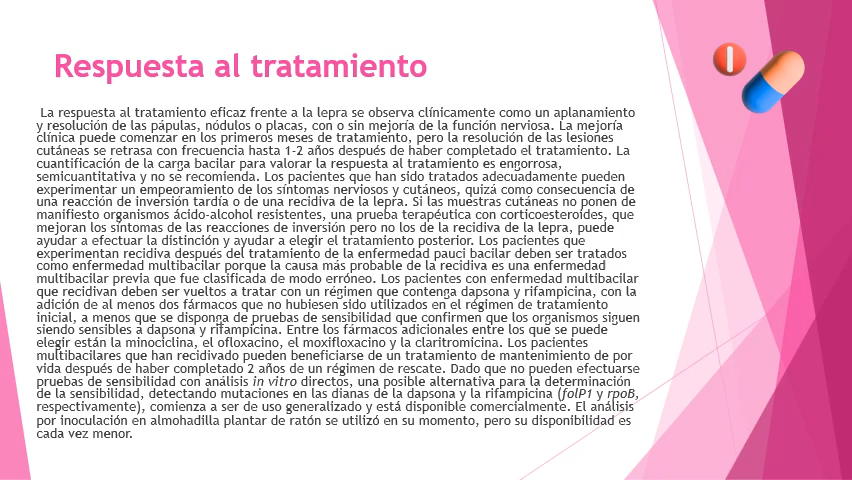 Respuesta al tratamiento
La respuesta al tratamiento eficaz frente a la lepra se observa clínicamente como un aplanamiento
y resolución de las pápulas, nódulos o placas, con o sin mejoría de la función nerviosa. La mejoría
clínica puede comenzar en los primeros meses de tratamiento, pero la resolución de las lesiones
cutáneas se retrasa con frecuencia hasta 1-2 años después de haber completado el tratamiento. La
cuantificación de la carga bacilar para valorar la respuesta al tratamiento es engorrosa,
semicuantitativa y no se recomienda. Los pacientes que han sido tratados adecuadamente pueden
experimentar un empeoramiento de los síntomas nerviosos y cutáneos, quizá como consecuencia de
una reacción de inversión tardía o de una recidiva de la lepra. Si las muestras cutáneas no ponen de
manifiesto organismos ácido-alcohol resistentes, una prueba terapéutica con corticoesteroides, que
mejoran los síntomas de las reacciones de inversión pero no los de la recidiva de la lepra, puede
ayudar a efectuar la distinción y ayudar a elegir el tratamiento posterior. Los pacientes que
experimentan recidiva después del tratamiento de la enfermedad pauci bacilar deben ser tratados
como enfermedad multibacilar porque la causa más probable de la recidiva es una enfermedad
multibacilar previa que fue clasificada de modo erróneo. Los pacientes con enfermedad multibacilar
que recidivan deben ser vueltos a tratar con un régimen que contenga dapsona y rifampicina, con la
adición de al menos dos fármacos que no hubiesen sido utilizados en el régimen de tratamiento
inicial, a menos que se disponga de pruebas de sensibilidad que confirmen que los organismos siguen
siendo sensibles a dapsona y rifampicina. Entre los fármacos adicionales entre los que se puede
elegir están la minociclina, el ofloxacino, el moxifloxacino y la claritromicina. Los pacientes
multibacilares que han recidivado pueden beneficiarse de un tratamiento de mantenimiento de por
vida después de haber completado 2 años de un régimen de rescate. Dado que no pueden efectuarse
pruebas de sensibilidad con análisis in vitro directos, una posible alternativa para la determinación
de la sensibilidad, detectando mutaciones en las dianas de la dapsona y la rifampicina (folP1 y rpoB,
respectivamente), comienza a ser de uso generalizado y está disponible comercialmente. El análisis
por inoculación en almohadilla plantar de ratón se utilizó en su momento, pero su disponibilidad es
cada vez menor.